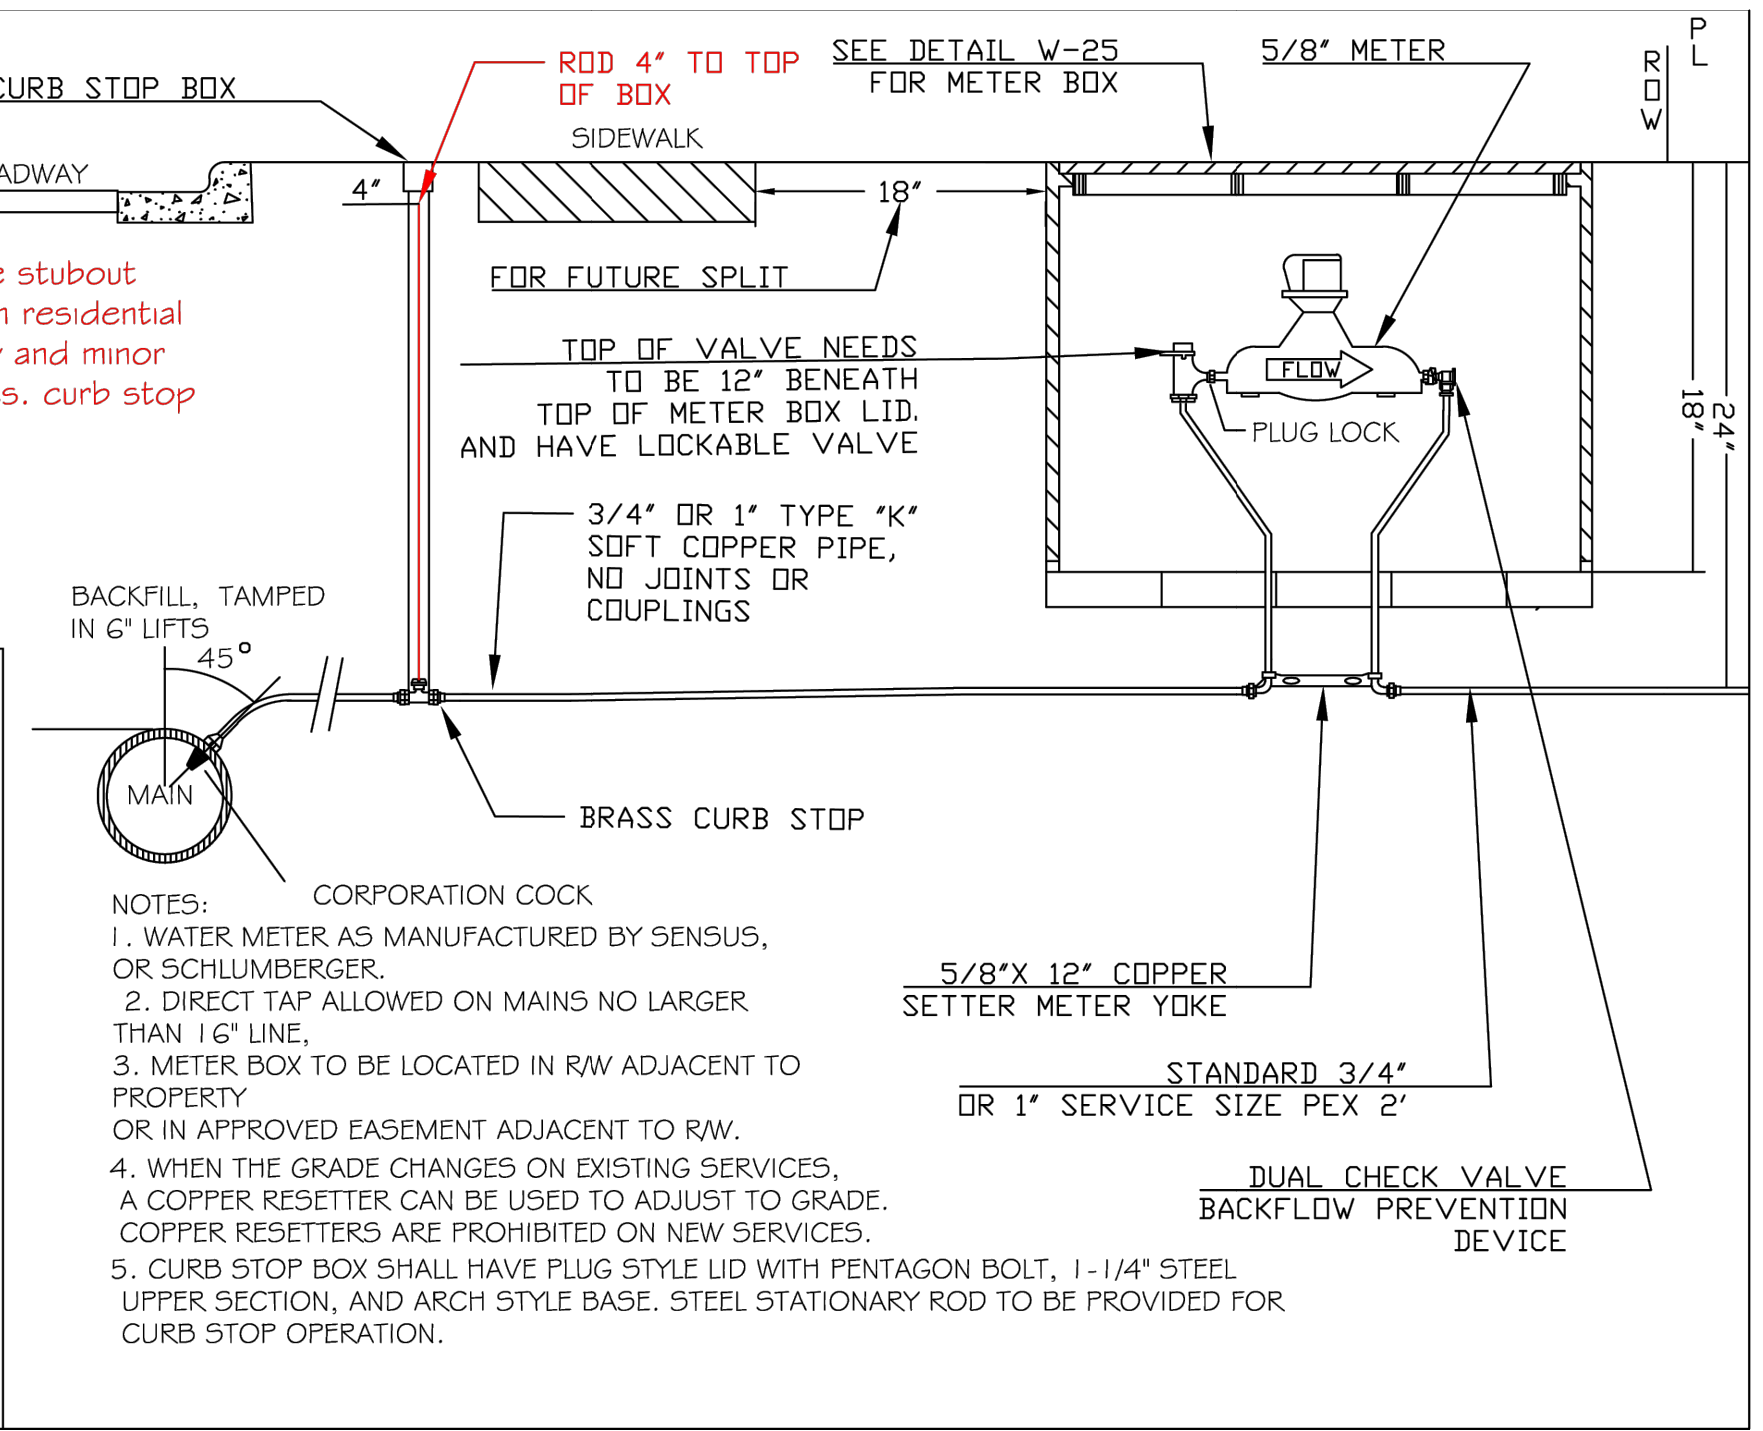 CURB STOP BOX
ROD 4" TO TOP
OF BOX
SEE DETAIL W-25
FOR METER BOX
5/8" METER
ROW
PL
SIDEWALK
4"
18"
stubout
residential
and minor
curb stop
FOR FUTURE SPLIT
TOP OF VALVE NEEDS
TO BE 12" BENEATH
TOP OF METER BOX LID.
AND HAVE LOCKABLE VALVE
FLOW
PLUG LOCK
18"
24"
3/4" OR 1" TYPE "K"
SOFT COPPER PIPE,
NO JOINTS OR
COUPLINGS
BACKFILL, TAMPED
IN 6" LIFTS
45°
MAIN
BRASS CURB STOP
CORPORATION COCK
NOTES:
1. WATER METER AS MANUFACTURED BY SENSUS,
OR SCHLUMBERGER.
2. DIRECT TAP ALLOWED ON MAINS NO LARGER
THAN 16" LINE,
3. METER BOX TO BE LOCATED IN R/W ADJACENT TO
PROPERTY
OR IN APPROVED EASEMENT ADJACENT TO R/W.
4. WHEN THE GRADE CHANGES ON EXISTING SERVICES,
A COPPER RESETTER CAN BE USED TO ADJUST TO GRADE.
COPPER RESETTERS ARE PROHIBITED ON NEW SERVICES.
5. CURB STOP BOX SHALL HAVE PLUG STYLE LID WITH PENTAGON BOLT, 1-1/4" STEEL
UPPER SECTION, AND ARCH STYLE BASE. STEEL STATIONARY ROD TO BE PROVIDED FOR
CURB STOP OPERATION.
5/8"X 12" COPPER
SETTER METER YOKE
STANDARD 3/4"
OR 1" SERVICE SIZE PEX 2'
DUAL CHECK VALVE
BACKFLOW PREVENTION
DEVICE